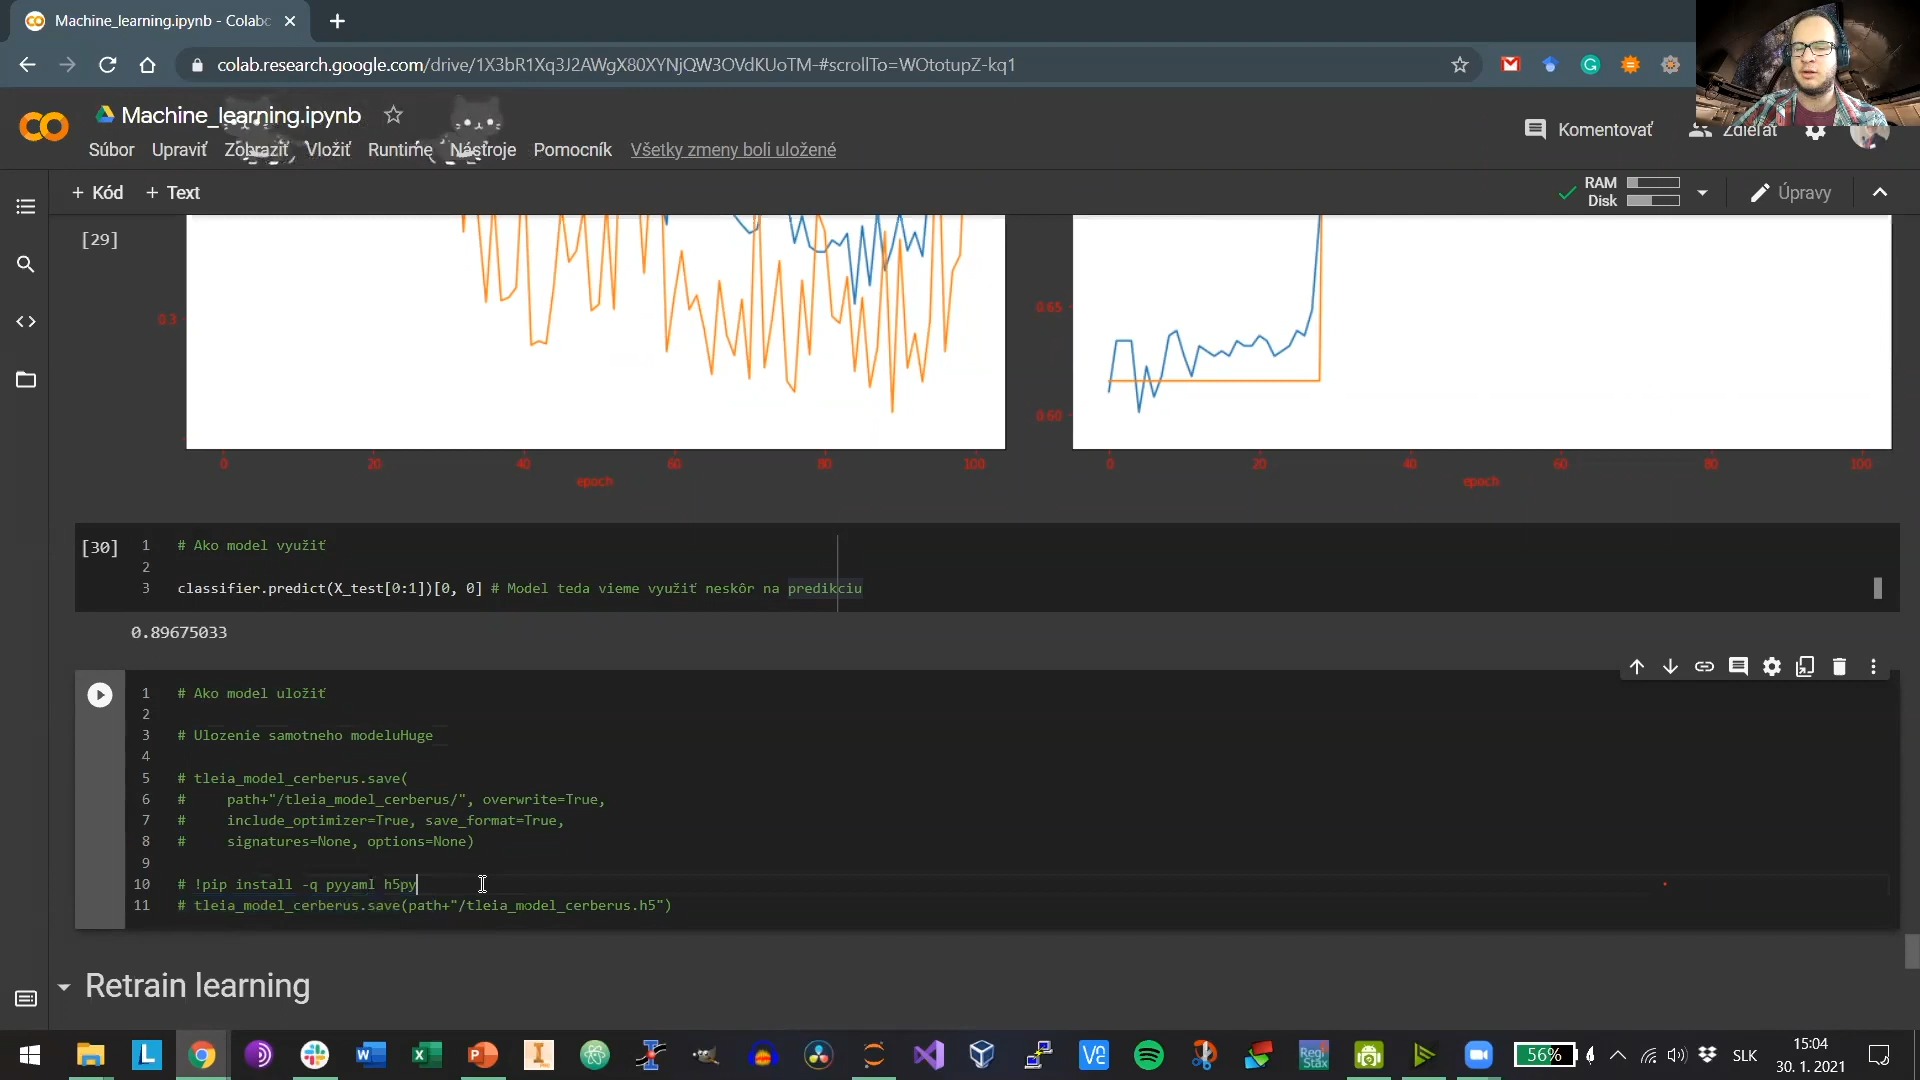 Machine_learning.ipynb - Colabc
colab.research.google.com/drive/1X3bR1Xq3J2AWgX80XYNjQW3OVdKUoTM-#scrollTo=WOtotupZ-kq1
Machine_learning.ipynb
Súbor Upraviť Zobraziť Vložiť Runtime Nástroje Pomocník Všetky zmeny boli uložené
Komentovať Zdieľať
+ Kód + Text
RAM
Disk
Úpravy
[29]
0.3
0.65
0.60
0 20 40 60 80 100
0 20 40 60 80 100
epoch
epoch
[30]
1 # Ako model využiť
2
3 classifier.predict(X_test[0:1])[0, 0] # Model teda vieme využiť neskôr na predikciu
0.89675033
1 # Ako model uložiť
2
3 # Ulozenie samotneho modeluHuge
4
5 # tleia_model_cerberus.save(
6 # path+"/tleia_model_cerberus/", overwrite=True,
7 # include_optimizer=True, save_format=True,
8 # signatures=None, options=None)
9
10 # !pip install -q pyyaml h5py
11 # tleia_model_cerberus.save(path+"/tleia_model_cerberus.h5")
Retrain learning
56%
SLK
15:04
30. 1. 2021